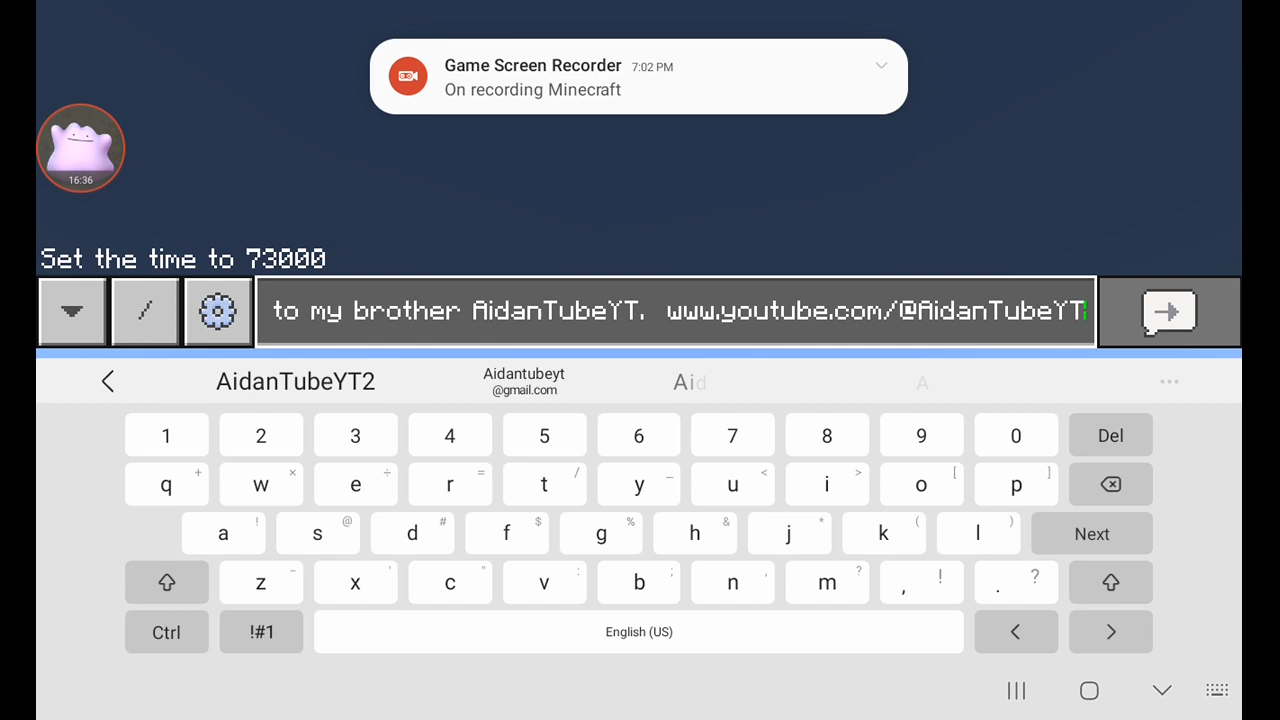 Game Screen Recorder 7:02 PM
On recording Minecraft
16:36
Set the time to 73000
/ to my brother AidanTubeYT. www.youtube.com/@AidanTubeYT
AidanTubeYT2 Aidantubeyt Aid A ...
@gmail.com
1 2 3 4 5 6 7 8 9 0 Del
q + w × e ÷ r = t / y _ u < i > o [ p ]
a ! s @ d # f $ g % h & j * k ( l ) Next
z - x ' c " v : b ; n , m ? , ! . ?
Ctrl !#1 English (US) < >